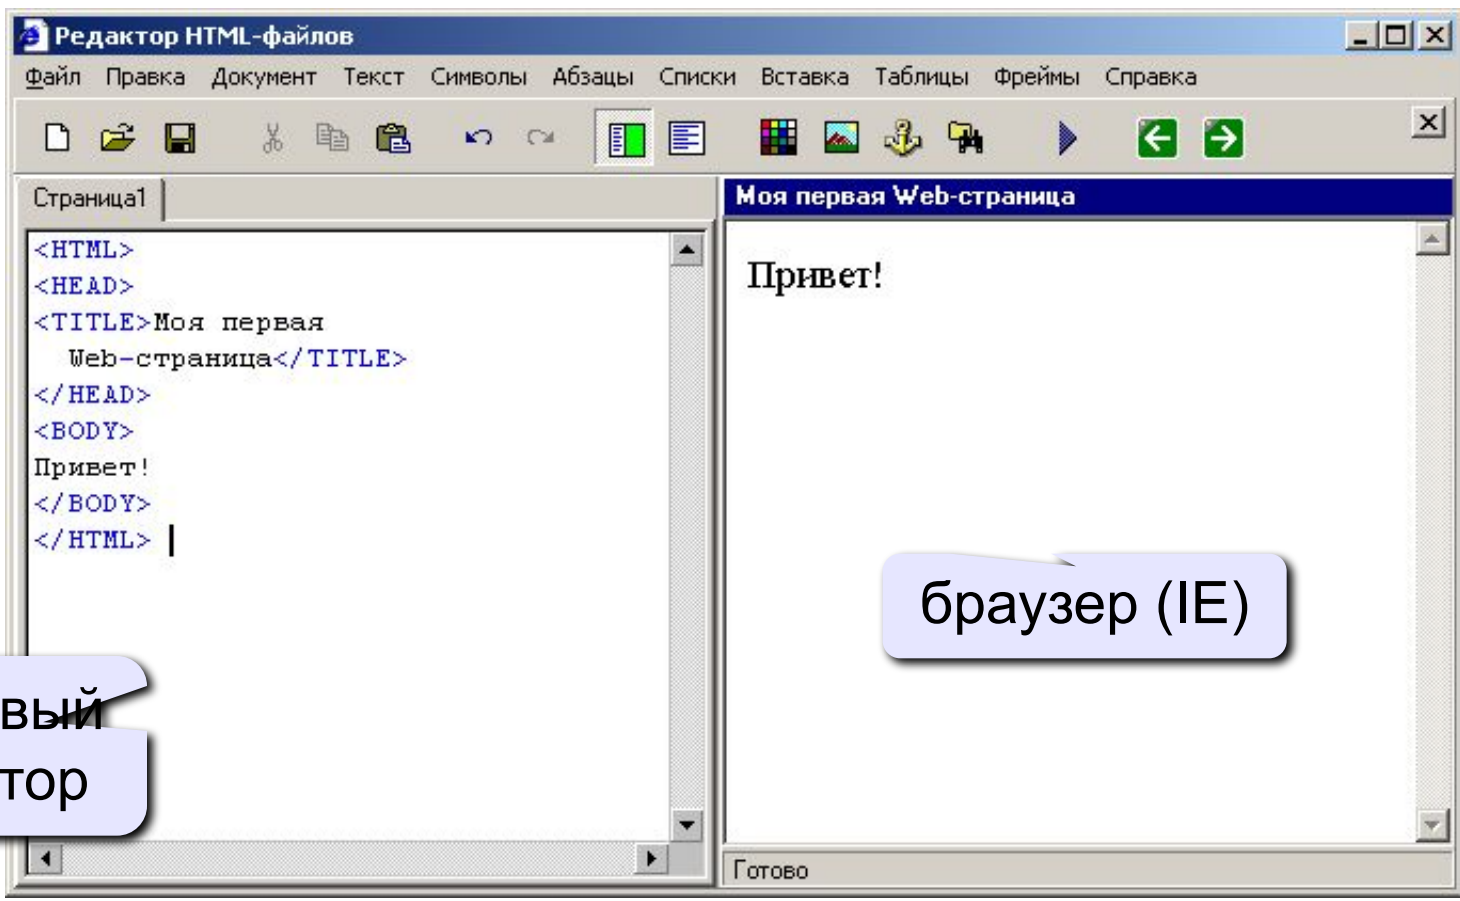 Редактор HTML-файлов
Файл Правка Документ Текст Символы Абзацы Списки Вставка Таблицы Фреймы Справка
Страница1
<HTML>
<HEAD>
<TITLE>Моя первая
Web-страница</TITLE>
</HEAD>
<BODY>
Привет!
</BODY>
</HTML>
Моя первая Web-страница
Привет!
браузер (IE)
вый
тор
Готово